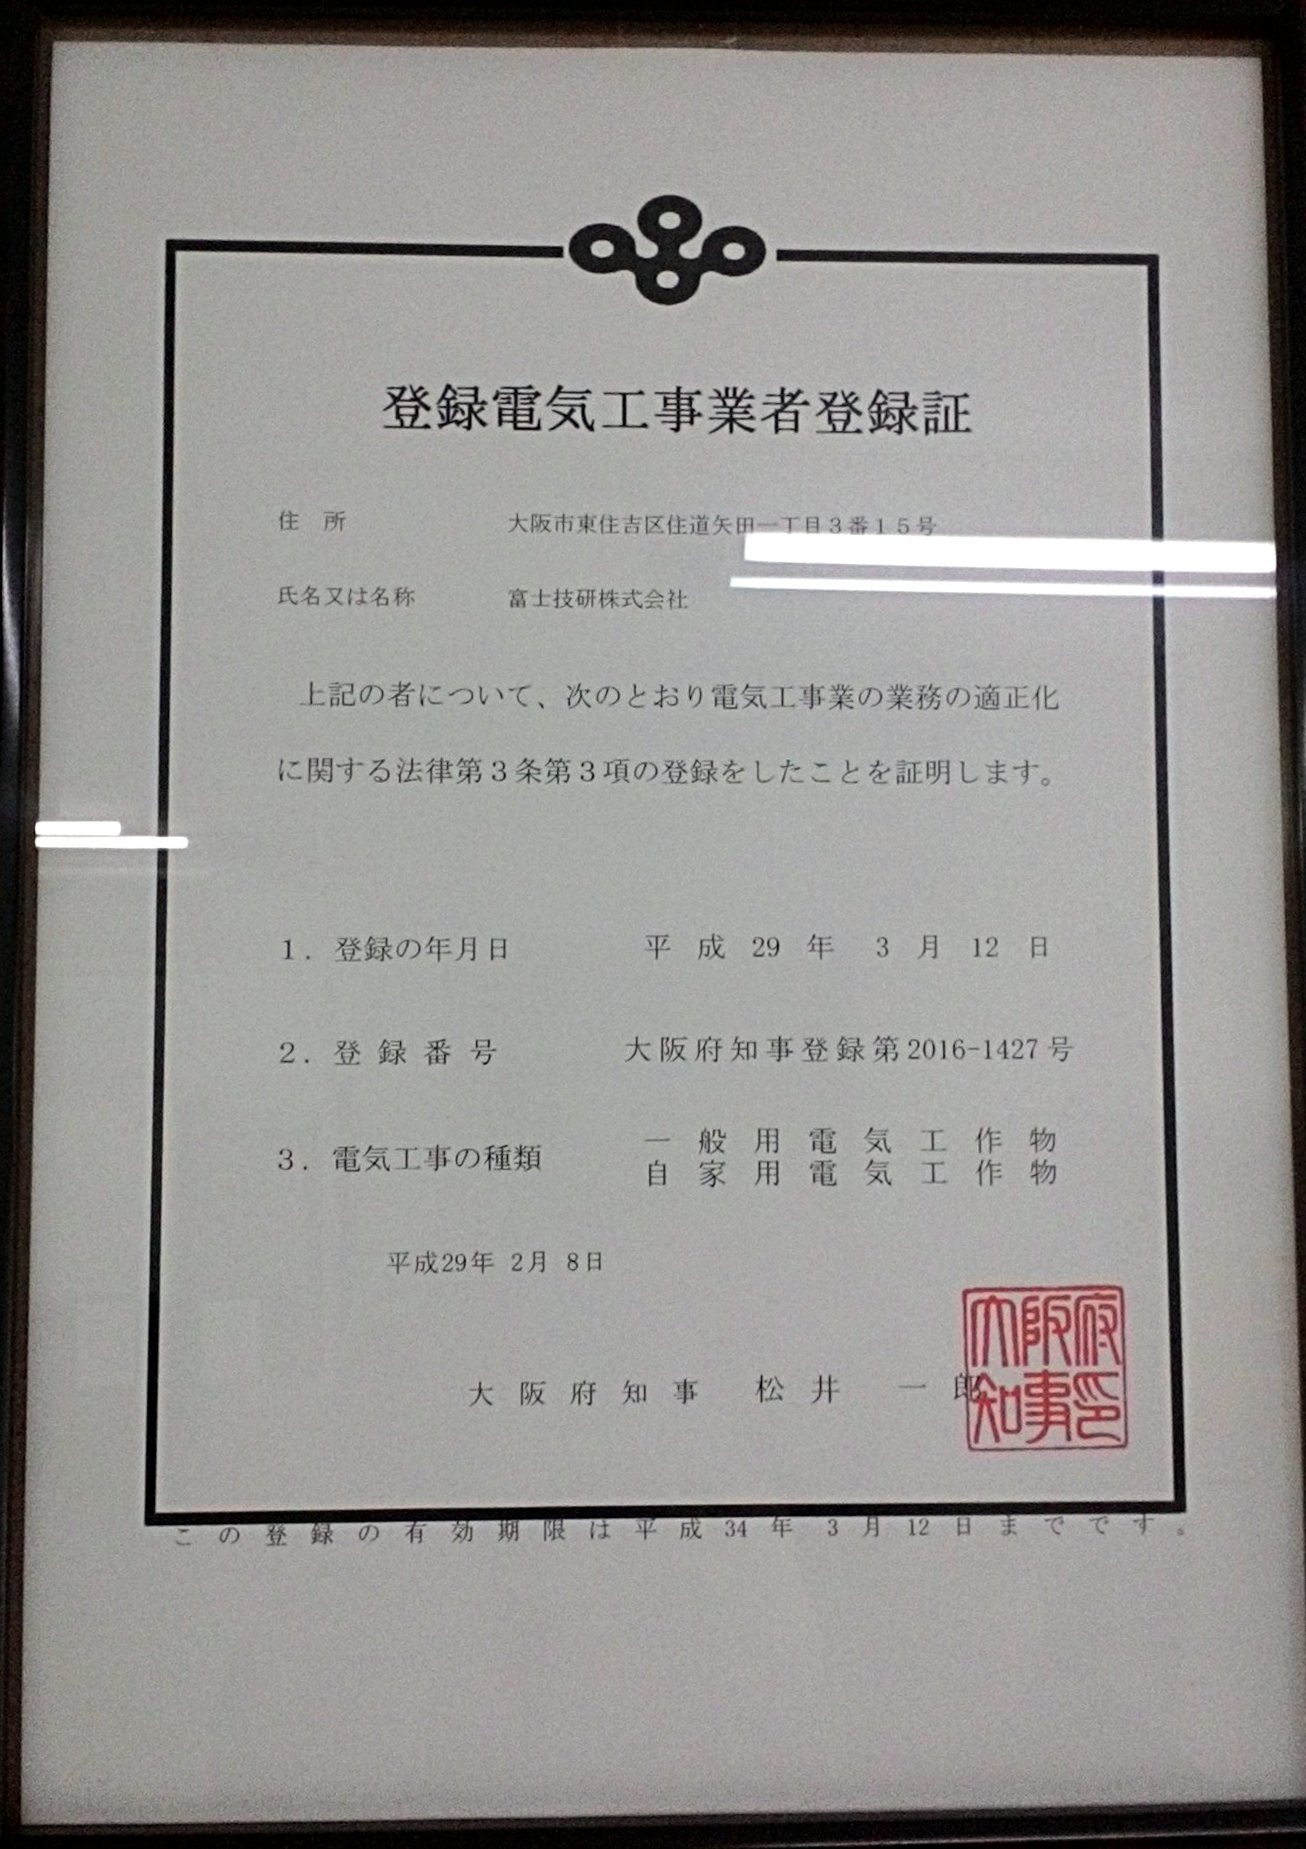 登録電気工事業者登録証
住所 大阪市東住吉区住道矢田一丁目3番15号
氏名又は名称 富士技研株式会社
上記の者について、次のとおり電気工事業の業務の適正化
に関する法律第3条第3項の登録をしたことを証明します。
1. 登録の年月日 平成29年3月12日
2. 登録番号 大阪府知事登録第2016-1427号
3. 電気工事の種類 一般用電気工作物
自家用電気工作物
平成29年 2月 8日
大阪府知事 松井 一郎
大阪府
知事印
この登録の有効期限は平成34年3月12日までです。